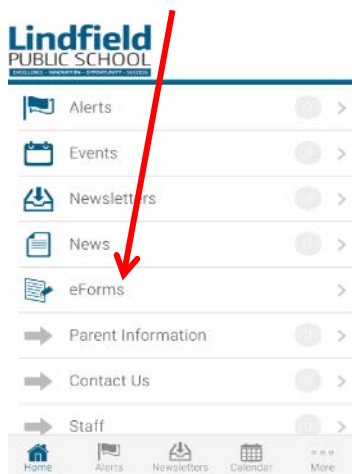 Lindfield
PUBLIC SCHOOL
EXCELLENCE - INNOVATION - OPPORTUNITY - SUCCESS
Alerts
Events
Newsletters
News
eForms
Parent Information
Contact Us
Staff
Home Alerts Newsletters Calendar More